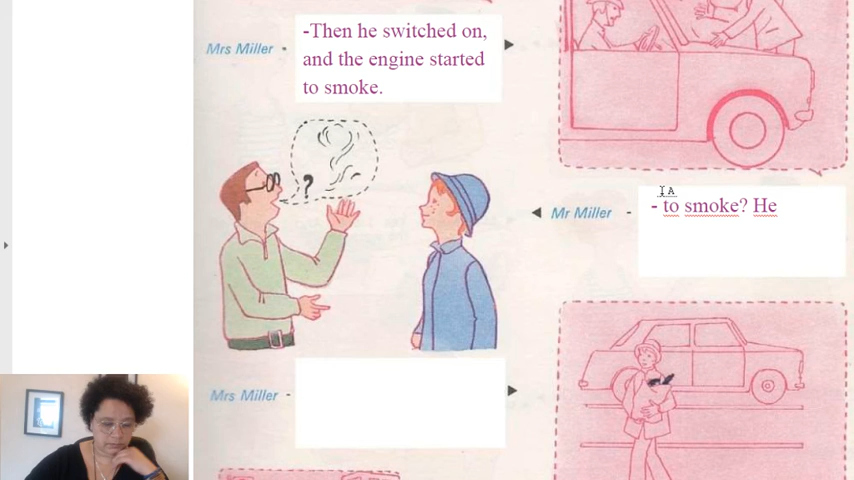 Mrs Miller -
-Then he switched on,
and the engine started
to smoke.
?
Mr Miller -
- to smoke? He
Mrs Miller -